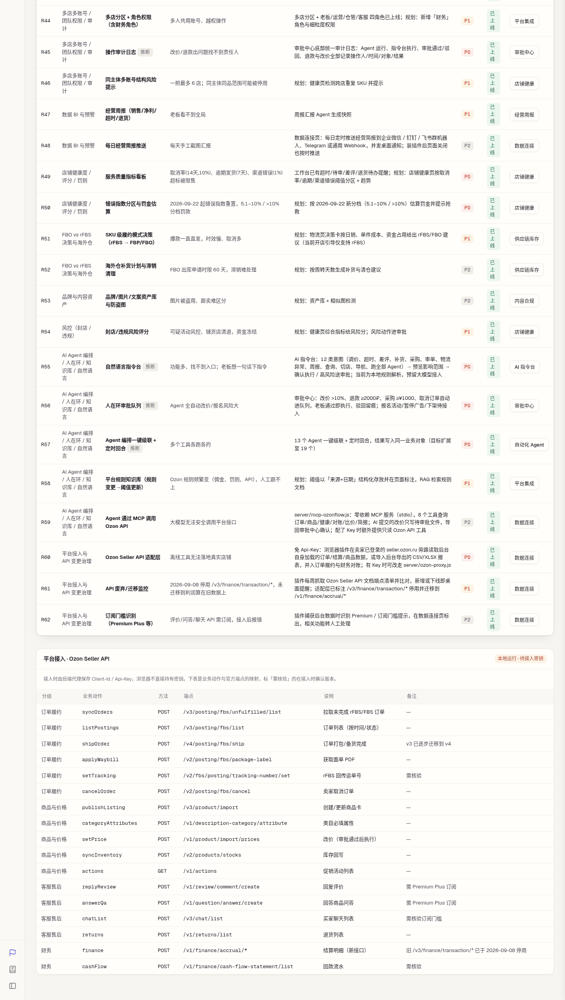 R44
多店多账号 /
团队权限 / 审
计
多店分区 + 角色权限
（含财务角色）
多人共用账号、越权操作
多店分区 + 老板/运营/仓管/客服 四角色已上线；规划：新增「财务」
角色与细粒度权限
P1
已
上
线
平台集成
R45
多店多账号 /
团队权限 / 审
计
操作审计日志 推断
改价/退款出问题找不到责任人
审批中心底部统一审计日志：Agent 运行、指令台执行、审批通过/驳
回、退款与改价全部记录操作人/时间/对象/结果
P0
已
上
线
审批中心
R46
多店多账号 /
团队权限 / 审
计
同主体多账号结构风险
提示
一照最多 6 店；同主体同品范围可能被停用
规划：健康页检测跨店重复 SKU 并提示
P1
已
上
线
店铺健康
R47
数据 BI 与预警
经营周报（销售/净利/
超时/退货）
老板看不到全局
周报汇报 Agent 生成快照
P1
已
上
线
经营周报
R48
数据 BI 与预警
每日经营简报推送
每天手工截图汇报
数据连接页：每日定时推送经营简报到企业微信 / 钉钉 / 飞书群机器
人、Telegram 或通用 Webhook，并发桌面通知；装插件后页面关闭
也按时推送
P2
已
上
线
数据连接
R49
店铺健康度 /
评分 / 罚则
服务质量指标看板
取消率(14天,10%)、逾期发货(7天)、渠道错误(1%)
超标被限售
工作台已有超时/待审/差评/退货待办提醒；规划：店铺健康页按取消
率/逾期/渠道错误阈值分区 + 趋势
P0
已
上
线
店铺健康
R50
店铺健康度 /
评分 / 罚则
错误指数分区与罚金估
算
2026-09-22 起错误指数重置，5.1–10% / >10%
分档罚款
规划：按 2026-09-22 新分档（5.1–10% / >10%）估算罚金并提示抢
救
P0
已
上
线
店铺健康
R51
FBO vs rFBS
决策与海外仓
SKU 级履约模式决策
（rFBS → FBP/FBO）
爆款一直直发，时效慢、取消多
规划：物流页决策卡按日销、单件成本、资金占用给出 rFBS/FBO 建
议（当前开店引导仅支持 rFBS）
P1
已
上
线
供应链库存
R52
FBO vs rFBS
决策与海外仓
海外仓补货计划与滞销
清理
FBO 出库申请时限 60 天，滞销难处理
规划：按周转天数生成补货与清仓建议
P2
已
上
线
供应链库存
R53
品牌与内容资
产
品牌/图片/文案资产库
与防盗图
图片被盗用、跟卖难区分
规划：资产库 + 相似图检测
P2
已
上
线
内容合规
R54
风控（封店 /
违规）
封店/违规风险评分
可疑活动风控、铺货店清退，资金冻结
规划：健康页综合指标给风险分；风险动作进审批
P1
已
上
线
店铺健康
R55
AI Agent 编排
/ 人在环 / 知
识库 / 自然语
言
自然语言指令台 推断
功能多、找不到入口；老板想一句话下指令
AI 指令台：12 类意图（调价、超时、差评、补货、采购、审单、物流
异常、周报、查询、切店、导航、跑全部 Agent）→ 预览影响范围 →
确认执行 / 高风险送审批；当前为本地规则解析，预留大模型接入
P0
已
上
线
AI 指令台
R56
AI Agent 编排
/ 人在环 / 知
识库 / 自然语
言
人在环审批队列 推断
Agent 全自动改价/报名风险大
审批中心：改价 >10%、退款 ≥2000₽、采购 ≥¥1000、取消订单自动
进队列，老板通过即执行、驳回留痕；报名活动/暂停广告/下架待接
入
P0
已
上
线
审批中心
R57
AI Agent 编排
/ 人在环 / 知
识库 / 自然语
言
Agent 编排一键级联 +
定时回合 推断
多个工具各跑各的
13 个 Agent 一键级联 + 定时回合，结果写入同一业务对象（目标扩展
至 19 个）
P0
已
上
线
自动化 Agent
R58
AI Agent 编排
/ 人在环 / 知
识库 / 自然语
言
平台规则知识库（规则
变更→阈值更新）
Ozon 规则频繁变（佣金、罚则、API），人工跟不
上
规划：阈值以「来源+日期」结构化存放并在页面标注，RAG 检索规则
文档
P1
已
上
线
平台集成
R59
AI Agent 编排
/ 人在环 / 知
识库 / 自然语
言
Agent 通过 MCP 调用
Ozon API
大模型无法安全调用平台接口
server/mcp-ozonflow.js：零依赖 MCP 服务（stdio），8 个工具查询
订单/商品/健康/对账/比价/简报；AI 提交的改价只写待审批文件，导
回审批中心确认；配了 Key 时额外提供只读 Ozon API 工具
P2
已
上
线
数据连接
R60
平台接入与
API 变更治理
Ozon Seller API 适配层
离线工具无法落地真实店铺
免 Api-Key：浏览器插件在卖家已登录的 seller.ozon.ru 旁路读取后台
自身加载的订单/结算/商品数据，或导入后台导出的 CSV/XLSX 报
表，并入订单履约与财务对账；有 Key 时可改走 server/ozon-proxy.js
P0
已
上
线
数据连接
R61
平台接入与
API 变更治理
API 废弃/迁移监控
2026-09-08 停用 /v3/finance/transaction/*，未
迁移则利润算在旧数据上
插件每周抓取 Ozon Seller API 文档端点清单并比对，新增或下线即桌
面提醒；适配层已标注 /v3/finance/transaction/* 停用并迁移到
/v1/finance/accrual/*
P1
已
上
线
数据连接
R62
平台接入与
API 变更治理
订阅门槛识别
（Premium Plus 等）
评价/问答/聊天 API 需订阅，接入后报错
插件捕获后台数据时识别 Premium / 订阅门槛提示，在数据连接页标
出，相关功能转人工处理
P2
已
上
线
数据连接
平台接入 · Ozon Seller API
本地运行 · 待接入密钥
接入时由后端代理保存 Client-Id / Api-Key，浏览器不直接持有密钥。下表是业务动作与官方端点的映射，标「需核验」的在接入时确认版本。
分组 业务动作 方法 端点 说明 备注
订单履约 syncOrders POST /v3/posting/fbs/unfulfilled/list 拉取未完成 rFBS/FBS 订单 —
订单履约 listPostings POST /v3/posting/fbs/list 订单列表（按时间/状态） —
订单履约 shipOrder POST /v4/posting/fbs/ship 订单打包/备货完成 v3 已逐步迁移到 v4
订单履约 applyWaybill POST /v2/posting/fbs/package-label 获取面单 PDF —
订单履约 setTracking POST /v2/fbs/posting/tracking-number/set rFBS 回传运单号 需核验
订单履约 cancelOrder POST /v2/posting/fbs/cancel 卖家取消订单 —
商品与价格 publishListing POST /v3/product/import 创建/更新商品卡 —
商品与价格 categoryAttributes POST /v1/description-category/attribute 类目必填属性 —
商品与价格 setPrice POST /v1/product/import/prices 改价（审批通过后执行） —
商品与价格 syncInventory POST /v2/products/stocks 库存回写 —
商品与价格 actions GET /v1/actions 促销活动列表 —
客服售后 replyReview POST /v1/review/comment/create 回复评价 需 Premium Plus 订阅
客服售后 answerQa POST /v1/question/answer/create 回答商品问答 需 Premium Plus 订阅
客服售后 chatList POST /v3/chat/list 买家聊天列表 需核验订阅门槛
客服售后 returns POST /v1/returns/list 退货列表 —
财务 finance POST /v1/finance/accrual/* 结算明细（新接口） 旧 /v3/finance/transaction/* 已于 2026-09-08 停用
财务 cashFlow POST /v1/finance/cash-flow-statement/list 回款流水 需核验